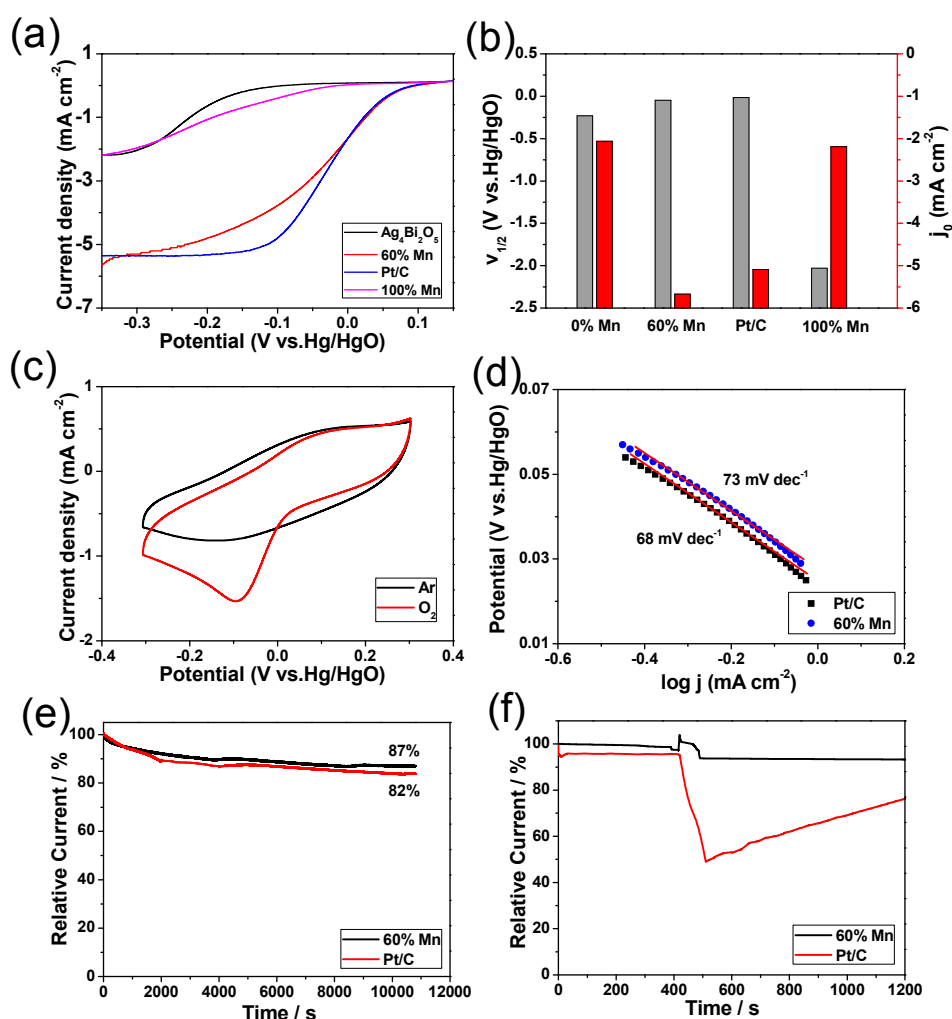 (a)
1
-1
-3
-5
-7
Current density (mA cm-2)
-0.3 -0.2 -0.1 0.0 0.1
Potential (V vs.Hg/HgO)
Ag4Bi2O5
60% Mn
Pt/C
100% Mn
(b)
0.5
0.0
-0.5
-1.0
-1.5
-2.0
-2.5
v1/2 (V vs.Hg/HgO)
0
-1
-2
-3
-4
-5
-6
j0 (mA cm-2)
0% Mn 60% Mn Pt/C 100% Mn
(c)
1
0
-1
-2
Current density (mA cm-2)
-0.4 -0.2 0.0 0.2 0.4
Potential (V vs.Hg/HgO)
Ar
O2
(d)
0.07
0.05
0.03
0.01
Potential (V vs.Hg/HgO)
73 mV dec-1
68 mV dec-1
-0.6 -0.4 -0.2 0.0 0.2
log j (mA cm-2)
Pt/C
60% Mn
(e)
100
80
60
40
20
0
Relative Current / %
87%
82%
0 2000 4000 6000 8000 10000 12000
Time / s
60% Mn
Pt/C
(f)
120
100
80
60
40
20
0
Relative Current / %
0 200 400 600 800 1000 1200
Time / s
60% Mn
Pt/C